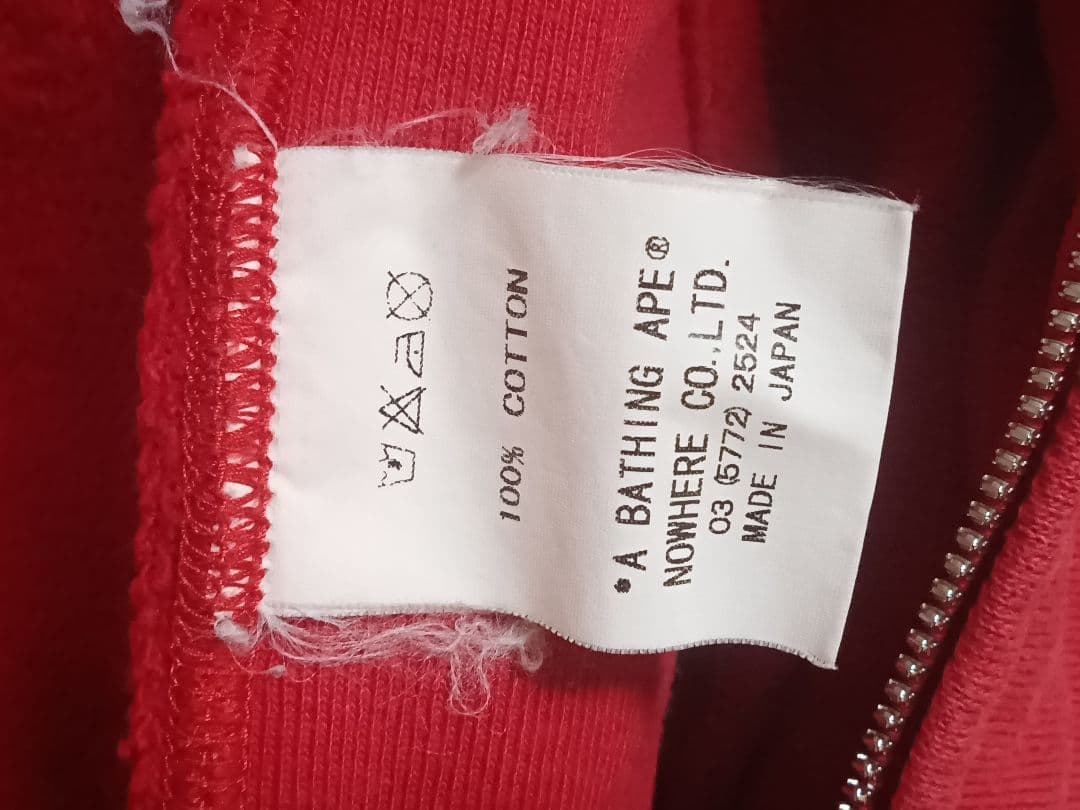 100% COTTON
*A BATHING APE®
NOWHERE CO.,LTD.
03 (5772) 2524
MADE IN JAPAN